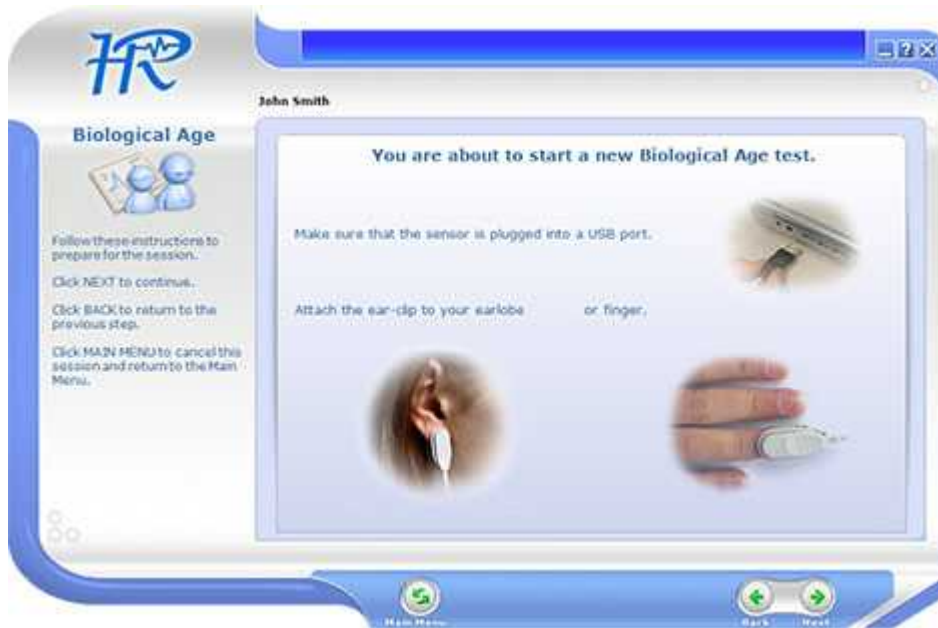 HR
John Smith
Biological Age
Follow these instructions to
prepare for the session.
Click NEXT to continue.
Click BACK to return to the
previous step.
Click MAIN MENU to cancel this
session and return to the Main
Menu.
You are about to start a new Biological Age test.
Make sure that the sensor is plugged into a USB port.
Attach the ear-clip to your earlobe or finger.
Main Menu
Back
Next